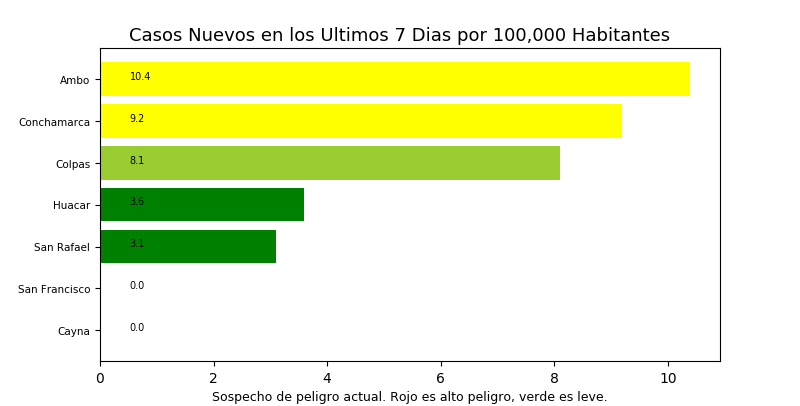 Casos Nuevos en los Ultimos 7 Dias por 100,000 Habitantes
Ambo 10.4
Conchamarca 9.2
Colpas 8.1
Huacar 3.6
San Rafael 3.1
San Francisco 0.0
Cayna 0.0
0 2 4 6 8 10
Sospecho de peligro actual. Rojo es alto peligro, verde es leve.